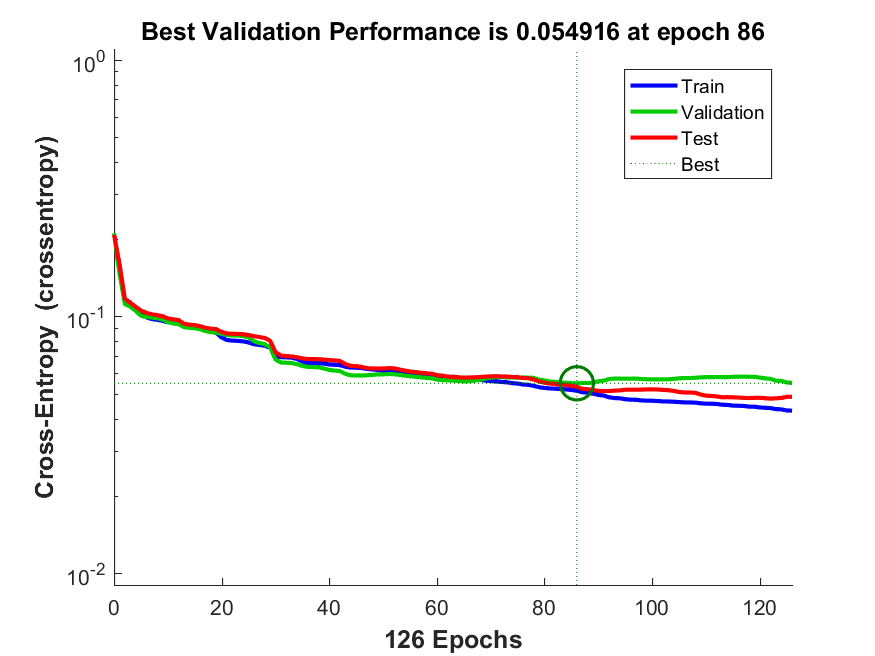 Best Validation Performance is 0.054916 at epoch 86
Cross-Entropy  (crossentropy)
10^0
10^-1
10^-2
Train
Validation
Test
Best
0 20 40 60 80 100 120
126 Epochs